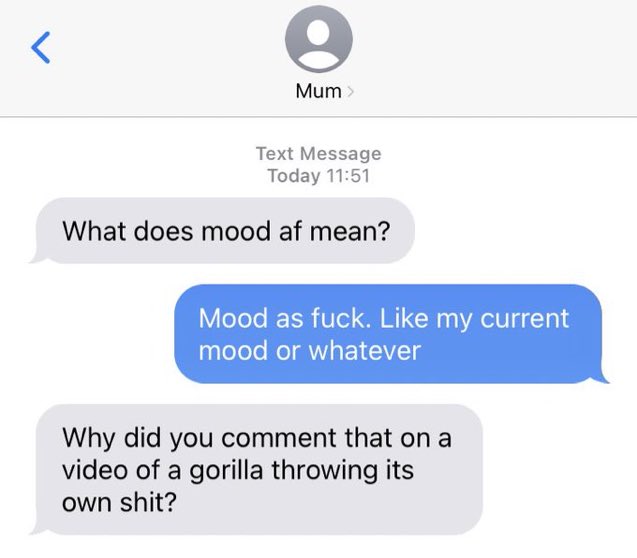 Mum
Text Message
Today 11:51
What does mood af mean?
Mood as fuck. Like my current
mood or whatever
Why did you comment that on a
video of a gorilla throwing its
own shit?